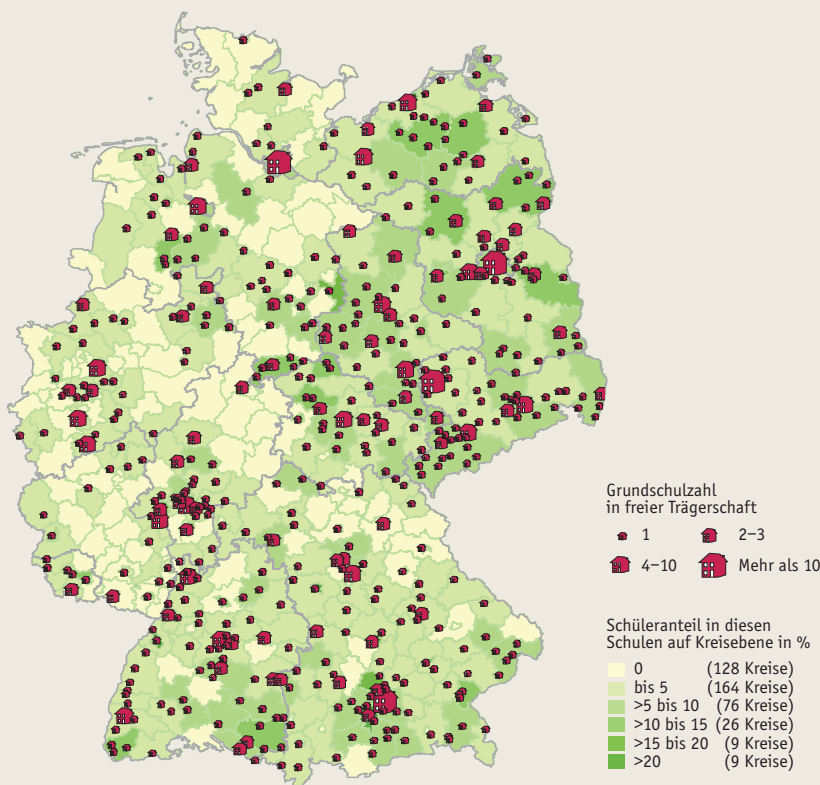 Grundschulzahl
in freier Trägerschaft
1
2–3
4–10
Mehr als 10
Schüleranteil in diesen
Schulen auf Kreisebene in %
0 (128 Kreise)
bis 5 (164 Kreise)
>5 bis 10 (76 Kreise)
>10 bis 15 (26 Kreise)
>15 bis 20 (9 Kreise)
>20 (9 Kreise)